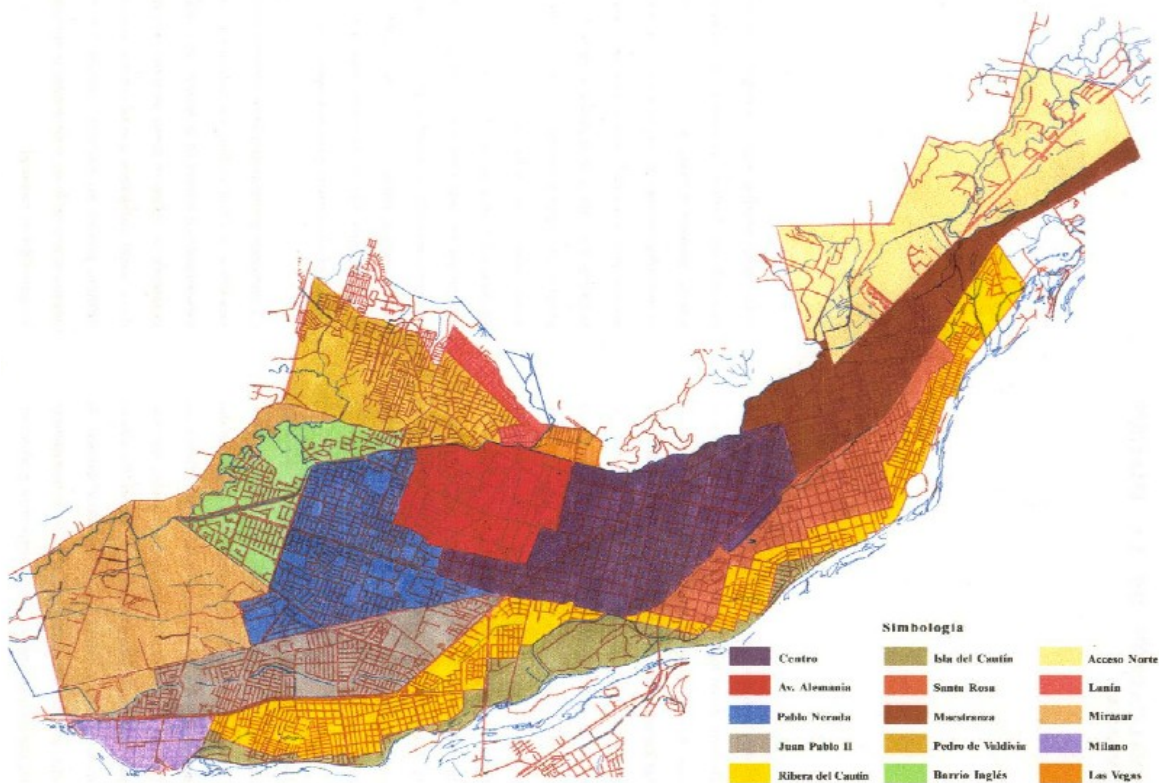 Simbología
Centro
Av. Alemania
Pablo Neruda
Juan Pablo II
Ribera del Cautín
Isla del Cautín
Santa Rosa
Maestranza
Pedro de Valdivia
Barrio Inglés
Acceso Norte
Lanín
Mirasur
Milano
Las Vegas